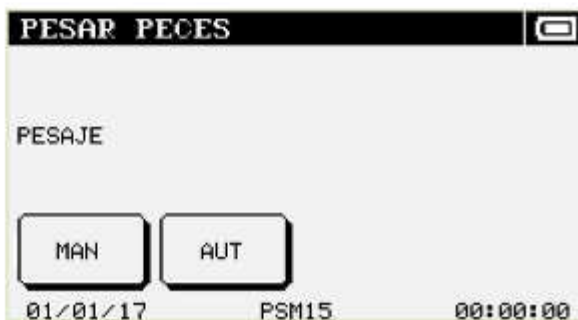 PESAR PECES
PESAJE
MAN AUT
01/01/17 PSM15 00:00:00